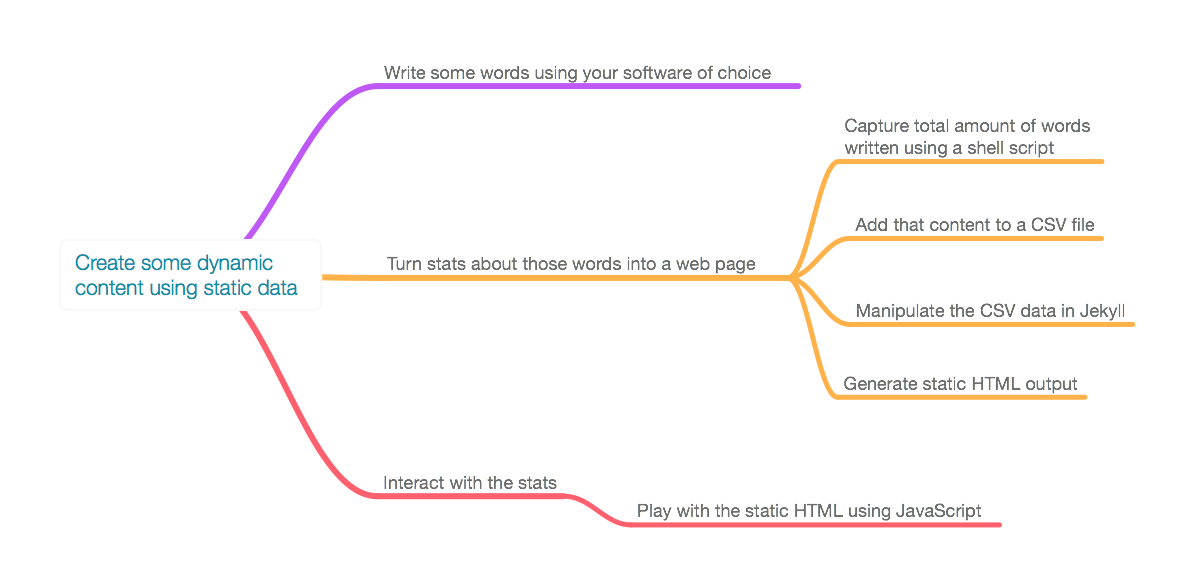 Create some dynamic
content using static data
Write some words using your software of choice
Turn stats about those words into a web page
Capture total amount of words
written using a shell script
Add that content to a CSV file
Manipulate the CSV data in Jekyll
Generate static HTML output
Interact with the stats
Play with the static HTML using JavaScript